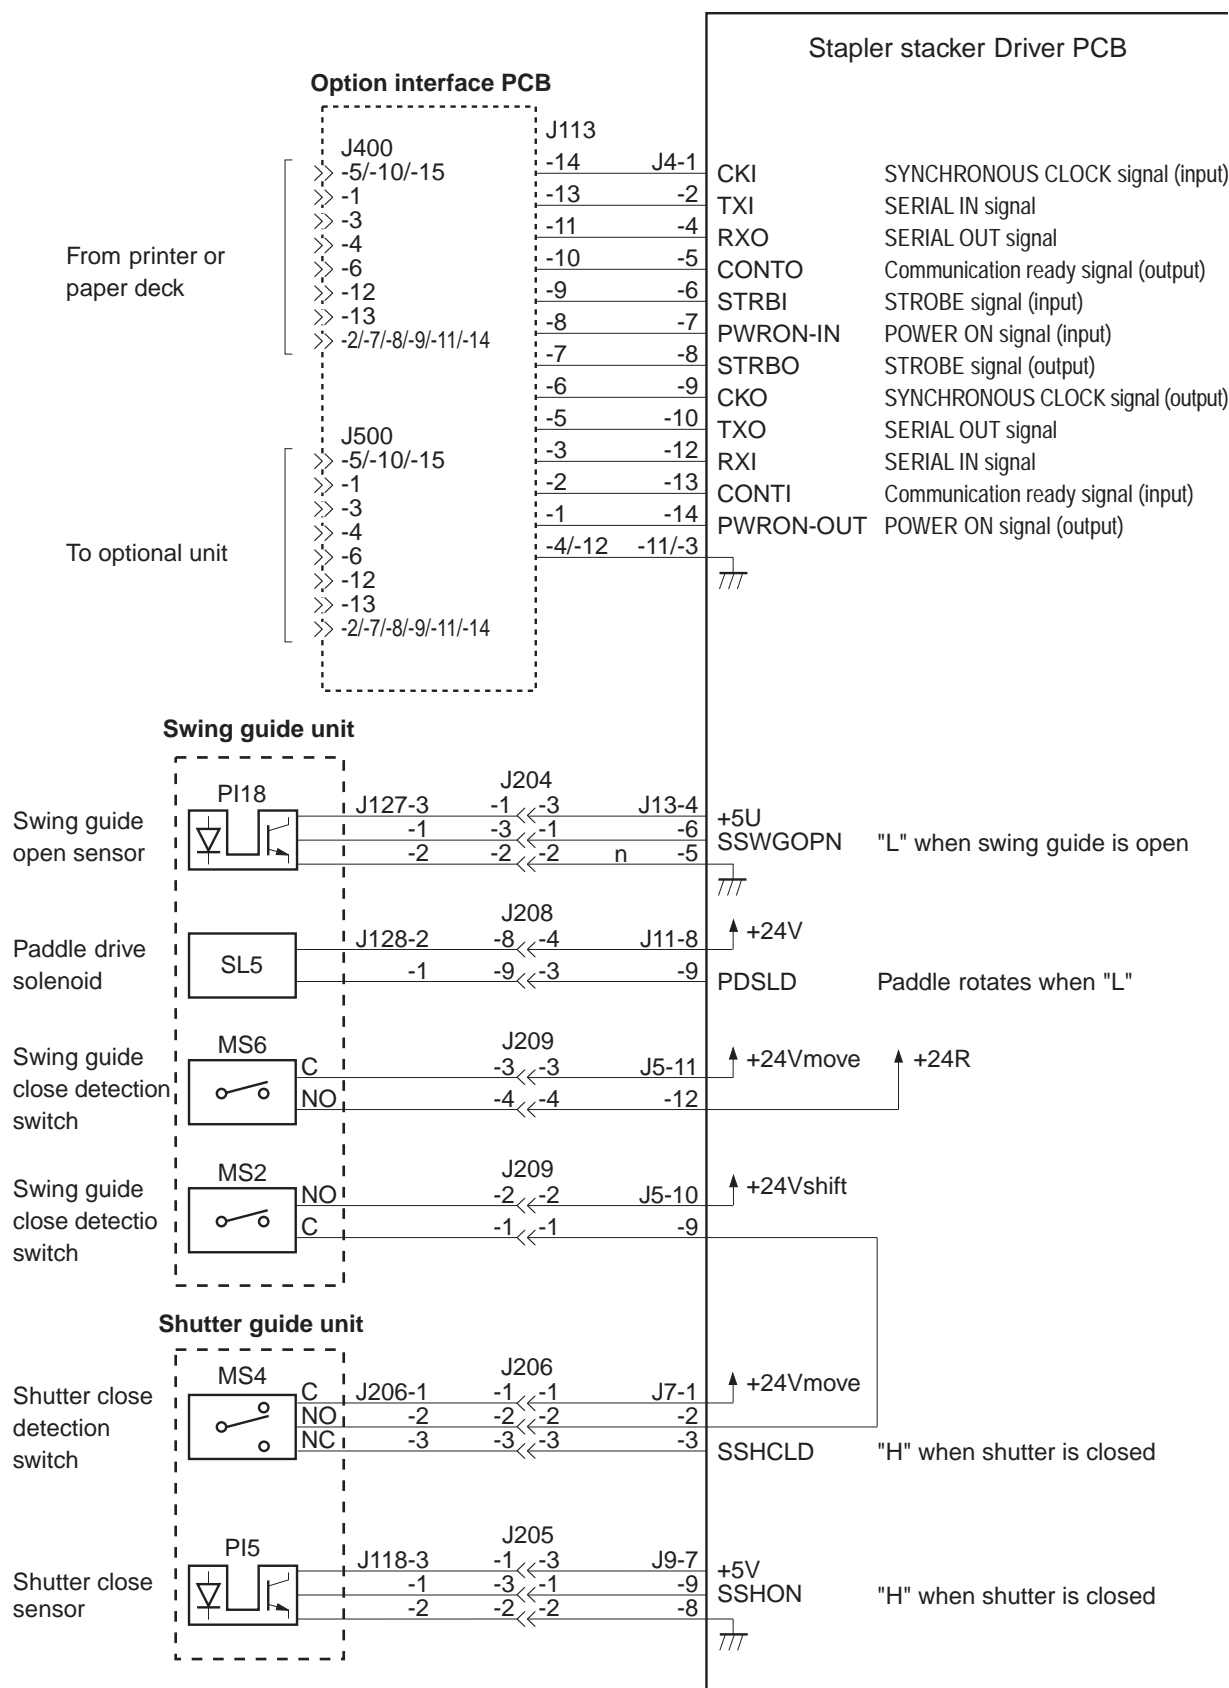 Stapler stacker Driver PCB
Option interface PCB
J113
J400
-5/-10/-15
-1
-3
-4
-6
-12
-13
-2/-7/-8/-9/-11/-14
From printer or
paper deck
J500
-5/-10/-15
-1
-3
-4
-6
-12
-13
-2/-7/-8/-9/-11/-14
To optional unit
-14 J4-1 CKI SYNCHRONOUS CLOCK signal (input)
-13 -2 TXI SERIAL IN signal
-11 -4 RXO SERIAL OUT signal
-10 -5 CONTO Communication ready signal (output)
-9 -6 STRBI STROBE signal (input)
-8 -7 PWRON-IN POWER ON signal (input)
-7 -8 STRBO STROBE signal (output)
-6 -9 CKO SYNCHRONOUS CLOCK signal (output)
-5 -10 TXO SERIAL OUT signal
-3 -12 RXI SERIAL IN signal
-2 -13 CONTI Communication ready signal (input)
-1 -14 PWRON-OUT POWER ON signal (output)
-4/-12 -11/-3
Swing guide unit
Swing guide
open sensor
PI18
J204
J127-3 -1 -3 J13-4 +5U
-1 -3 -1 -6 SSWGOPN "L" when swing guide is open
-2 -2 -2 n -5
Paddle drive
solenoid
SL5
J208
J128-2 -8 -4 J11-8 +24V
-1 -9 -3 -9 PDSLD Paddle rotates when "L"
Swing guide
close detection
switch
MS6
J209
C -3 -3 J5-11 +24Vmove +24R
NO -4 -4 -12
Swing guide
close detectio
switch
MS2
J209
NO -2 -2 J5-10 +24Vshift
C -1 -1 -9
Shutter guide unit
Shutter close
detection
switch
MS4
J206
C J206-1 -1 -1 J7-1 +24Vmove
NO -2 -2 -2 -2
NC -3 -3 -3 -3 SSHCLD "H" when shutter is closed
Shutter close
sensor
PI5
J205
J118-3 -1 -3 J9-7 +5V
-1 -3 -1 -9 SSHON "H" when shutter is closed
-2 -2 -2 -8